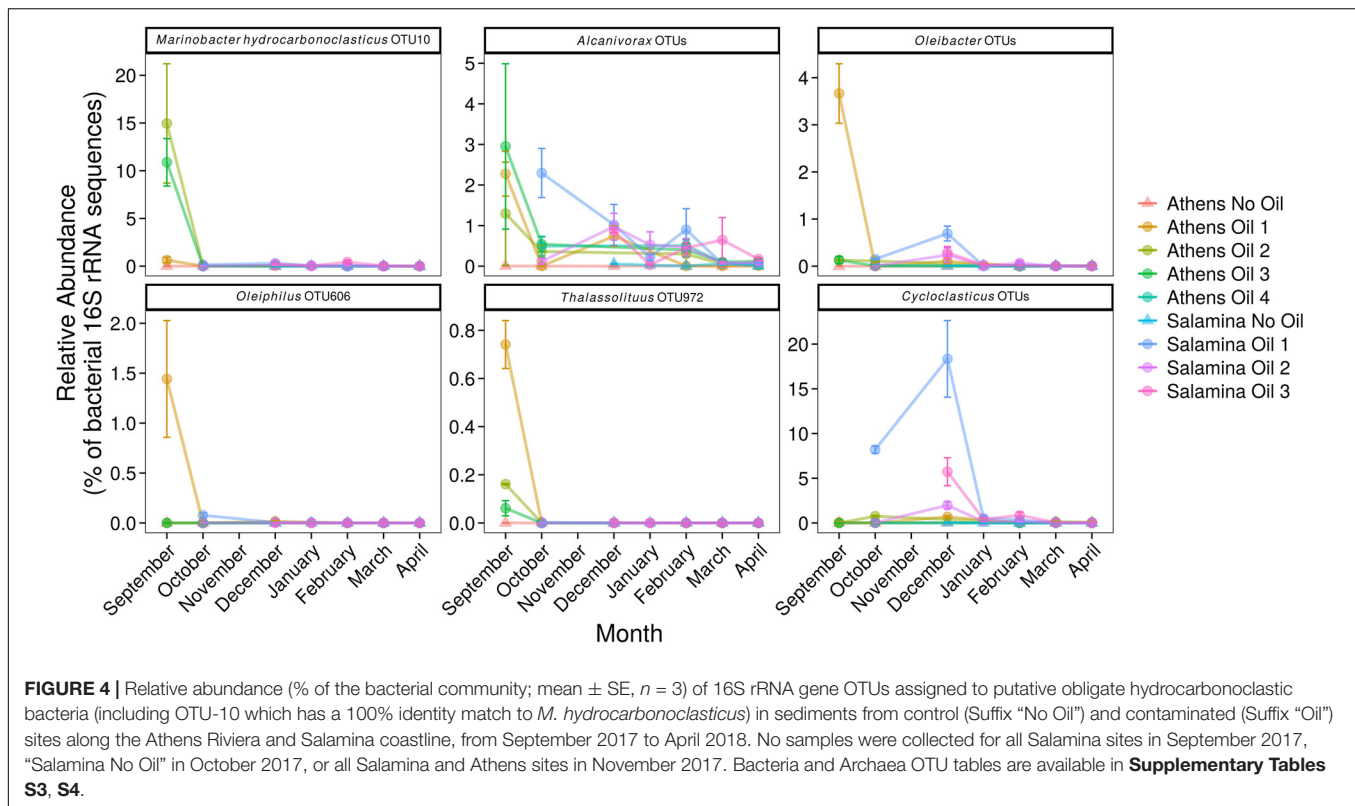 Marinobacter hydrocarbonoclasticus OTU10
Alcanivorax OTUs
Oleibacter OTUs
20
15
10
5
0
5
4
3
2
1
0
4
3
2
1
0
Oleiphilus OTU606
Thalassolituus OTU972
Cycloclasticus OTUs
2.0
1.5
1.0
0.5
0.0
0.8
0.6
0.4
0.2
0.0
20
15
10
5
0
Relative Abundance
(% of bacterial 16S rRNA sequences)
September
October
November
December
January
February
March
April
September
October
November
December
January
February
March
April
September
October
November
December
January
February
March
April
Month
Athens No Oil
Athens Oil 1
Athens Oil 2
Athens Oil 3
Athens Oil 4
Salamina No Oil
Salamina Oil 1
Salamina Oil 2
Salamina Oil 3
FIGURE 4 | Relative abundance (% of the bacterial community; mean ± SE, n = 3) of 16S rRNA gene OTUs assigned to putative obligate hydrocarbonoclastic
bacteria (including OTU-10 which has a 100% identity match to M. hydrocarbonoclasticus) in sediments from control (Suffix “No Oil”) and contaminated (Suffix “Oil”)
sites along the Athens Riviera and Salamina coastline, from September 2017 to April 2018. No samples were collected for all Salamina sites in September 2017,
“Salamina No Oil” in October 2017, or all Salamina and Athens sites in November 2017. Bacteria and Archaea OTU tables are available in Supplementary Tables
S3, S4.